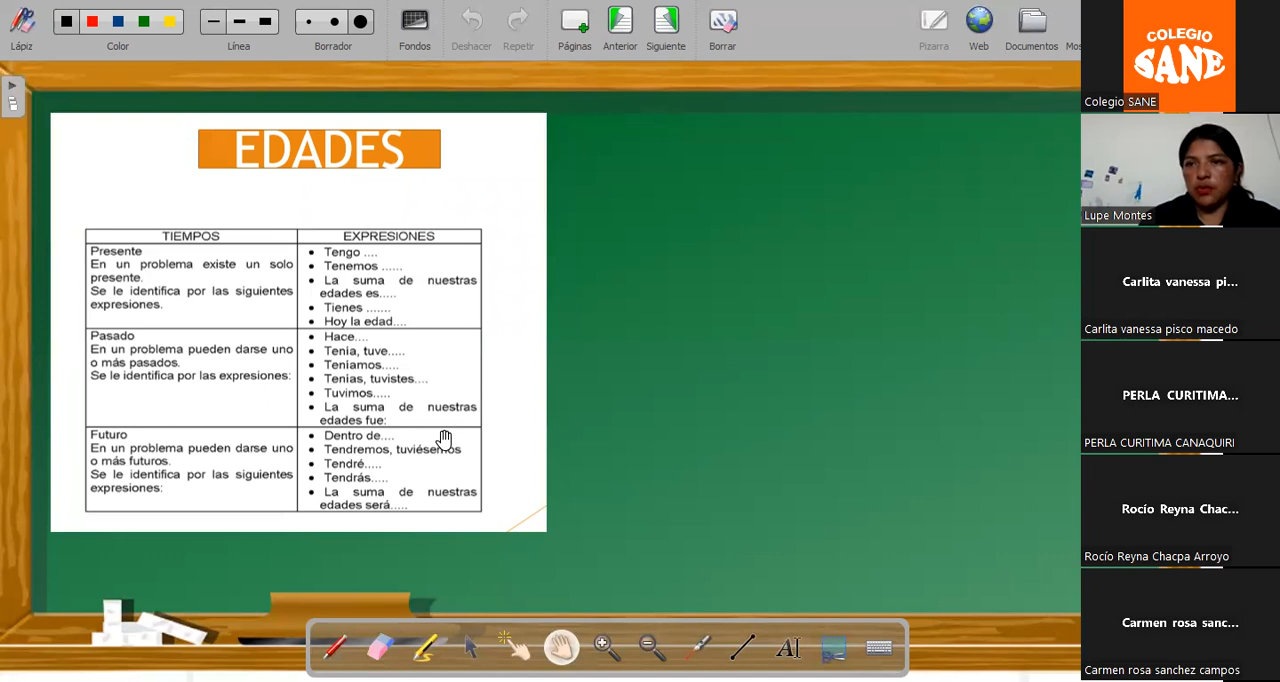 Lápiz
Color
Línea
Borrador
Fondos
Deshacer
Repetir
Páginas
Anterior
Siguiente
Borrar
Pizarra
Web
Documentos
Mos
EDADES
TIEMPOS
EXPRESIONES
Presente
En un problema existe un solo
presente.
Se le identifica por las siguientes
expresiones.
• Tengo ....
• Tenemos ......
• La suma de nuestras
edades es.....
• Tienes .......
• Hoy la edad....
Pasado
En un problema pueden darse uno
o más pasados.
Se le identifica por las expresiones:
• Hace....
• Tenia, tuve.....
• Teníamos.....
• Tenias, tuvistes....
• Tuvimos.....
• La suma de nuestras
edades fue:
Futuro
En un problema pueden darse uno
o más futuros.
Se le identifica por las siguientes
expresiones:
• Dentro de....
• Tendremos, tuviésemos
• Tendré.....
• Tendrás.....
• La suma de nuestras
edades será.....
AI
COLEGIO
SANE
Colegio SANE
Lupe Montes
Carlita vanessa pi...
Carlita vanessa pisco macedo
PERLA CURITIMA...
PERLA CURITIMA CANAQUIRI
Rocío Reyna Chac...
Rocío Reyna Chacpa Arroyo
Carmen rosa sanc...
Carmen rosa sanchez campos